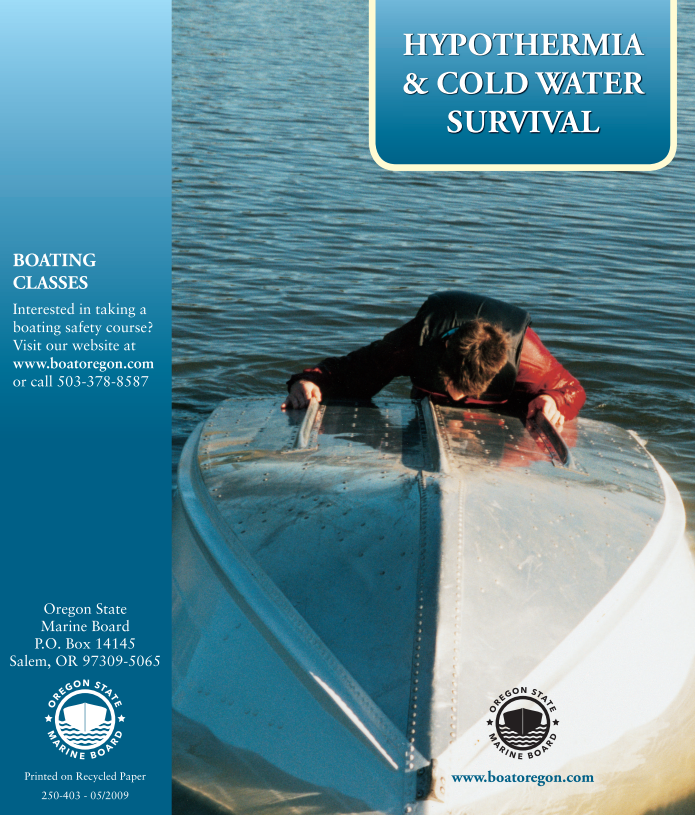 HYPOTHERMIA
& COLD WATER
SURVIVAL
BOATING
CLASSES
Interested in taking a
boating safety course?
Visit our website at
www.boatoregon.com
or call 503-378-8587
Oregon State
Marine Board
P.O. Box 14145
Salem, OR 97309-5065
OREGON STATE
MARINE BOARD
Printed on Recycled Paper
250-403 - 05/2009
OREGON STATE
MARINE BOARD
www.boatoregon.com